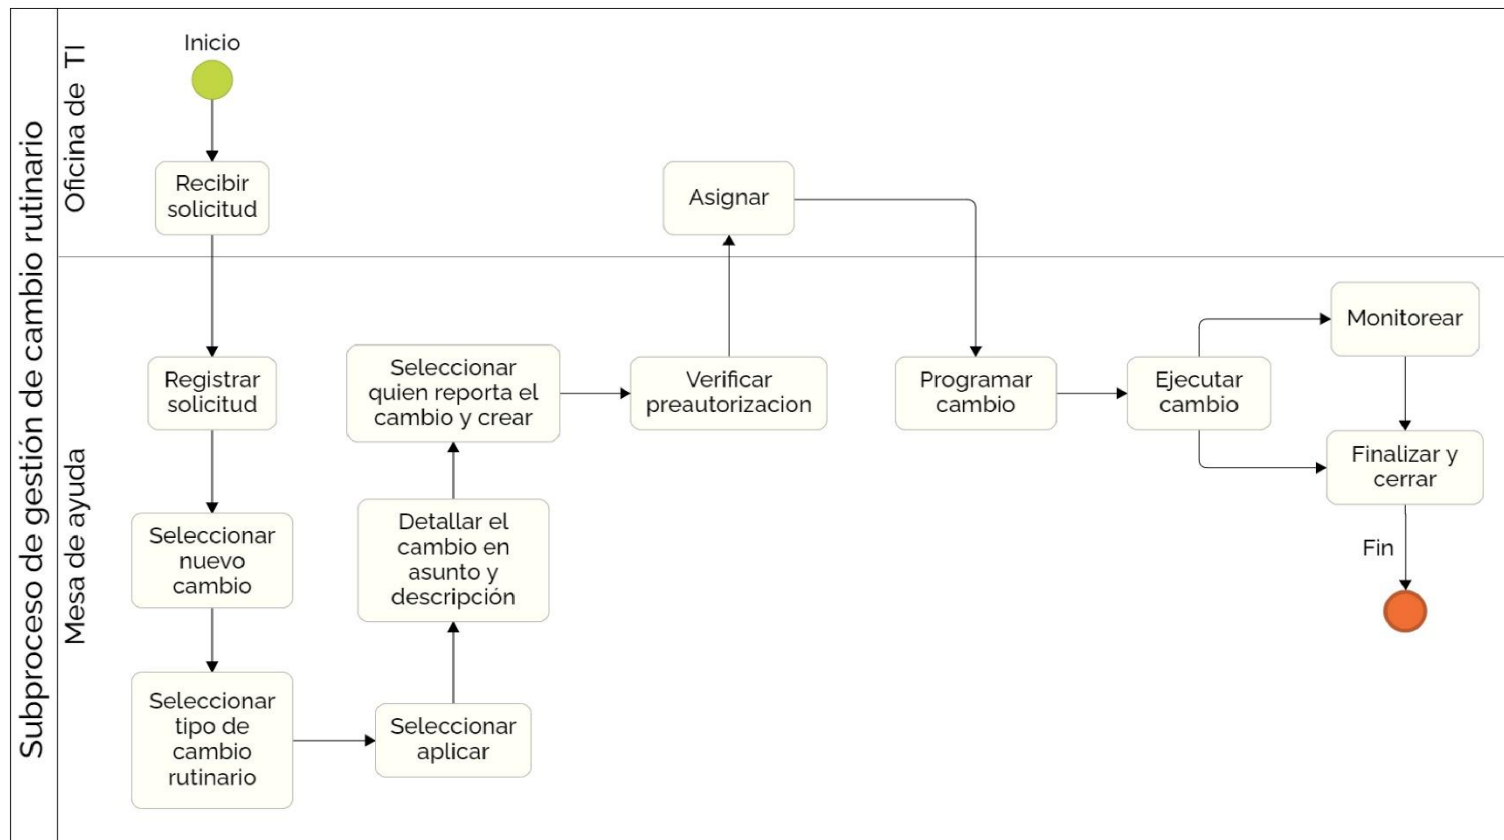 Subproceso de gestión de cambio rutinario
Oficina de TI
Inicio
Recibir
solicitud
Asignar
Mesa de ayuda
Registrar
solicitud
Seleccionar
nuevo
cambio
Seleccionar
tipo de
cambio
rutinario
Seleccionar
aplicar
Detallar el
cambio en
asunto y
descripción
Seleccionar
quien reporta el
cambio y crear
Verificar
preautorizacion
Programar
cambio
Ejecutar
cambio
Monitorear
Finalizar y
cerrar
Fin